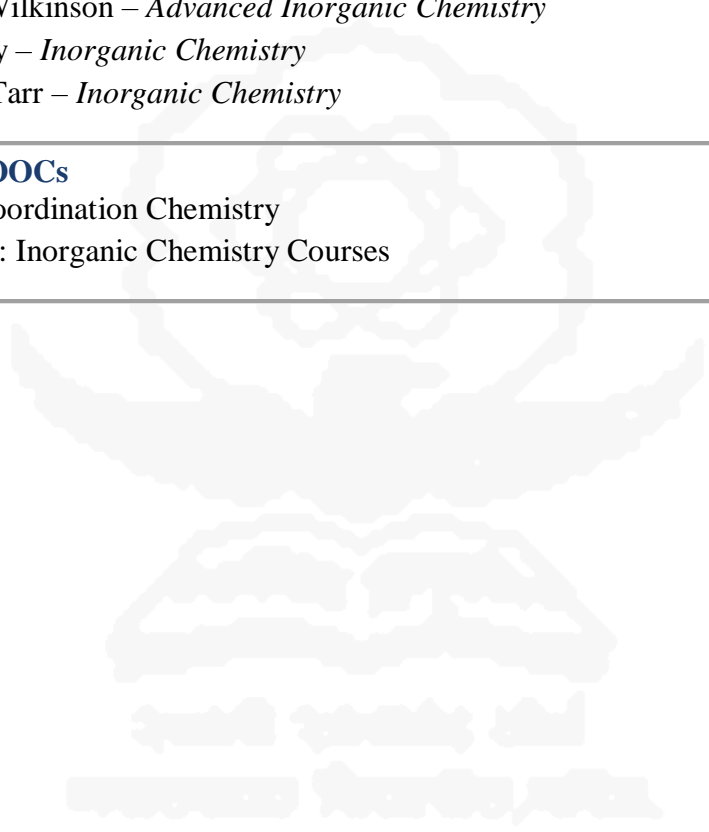 Wilkinson – Advanced Inorganic Chemistry
y – Inorganic Chemistry
Tarr – Inorganic Chemistry
OOCs
oordination Chemistry
: Inorganic Chemistry Courses